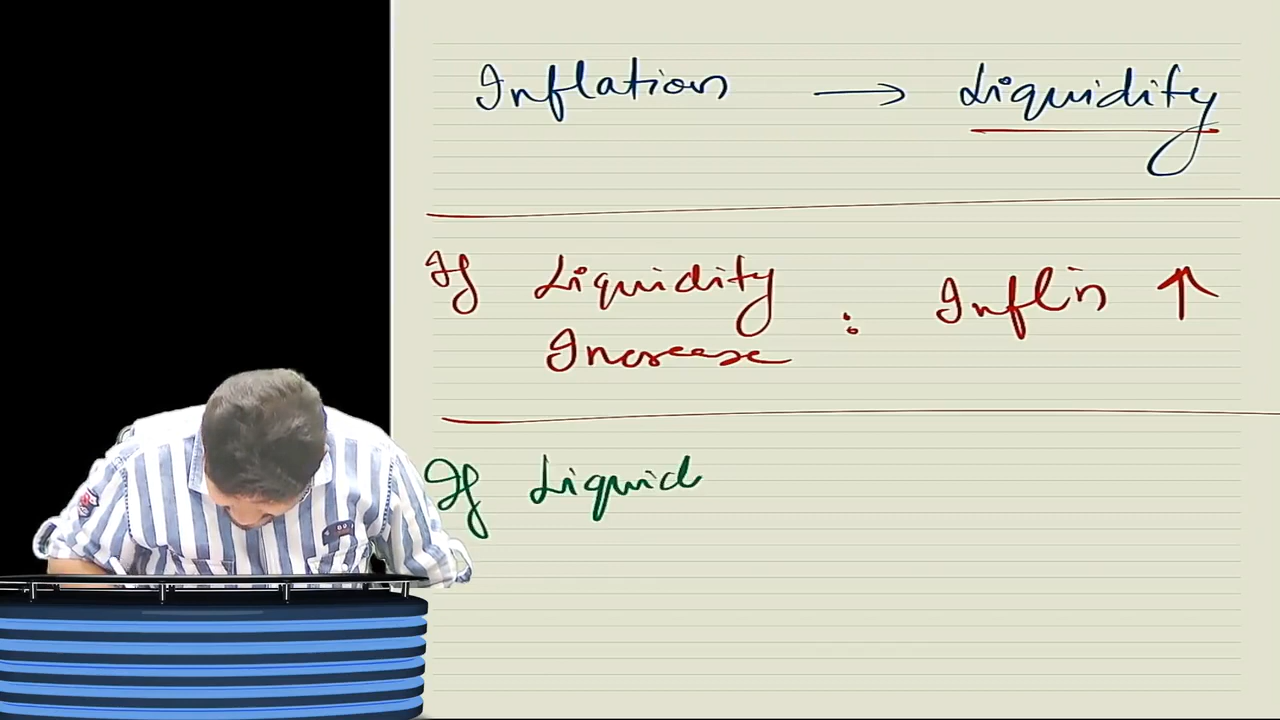 Inflation → Liquidity
If Liquidity : Infl'n ↑
Increase
If Liquid